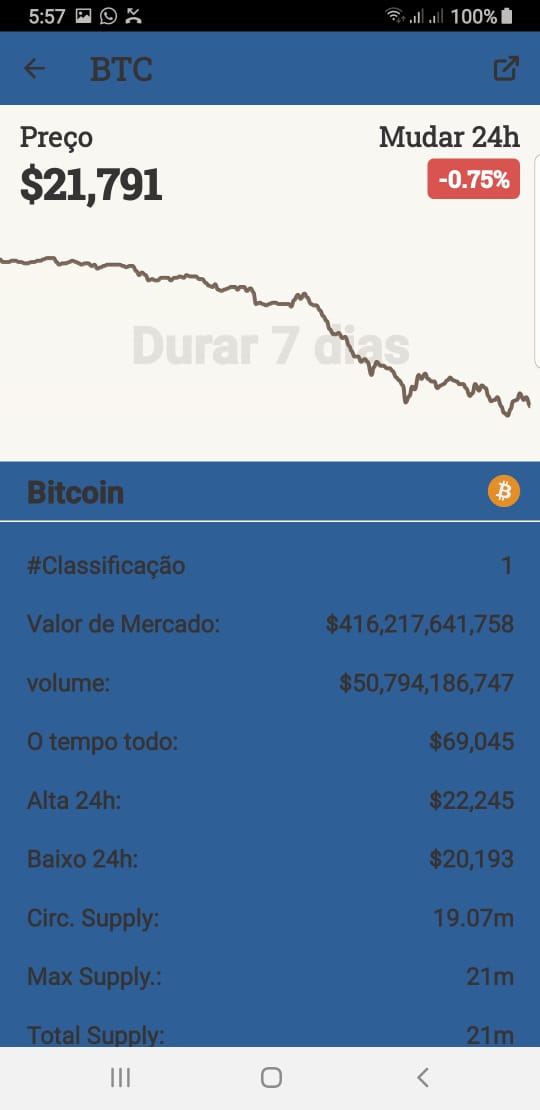 5:57 100%
BTC
Preço Mudar 24h
$21,791 -0.75%
Durar 7 dias
Bitcoin
#Classificação 1
Valor de Mercado: $416,217,641,758
volume: $50,794,186,747
O tempo todo: $69,045
Alta 24h: $22,245
Baixo 24h: $20,193
Circ. Supply: 19.07m
Max Supply.: 21m
Total Supply: 21m